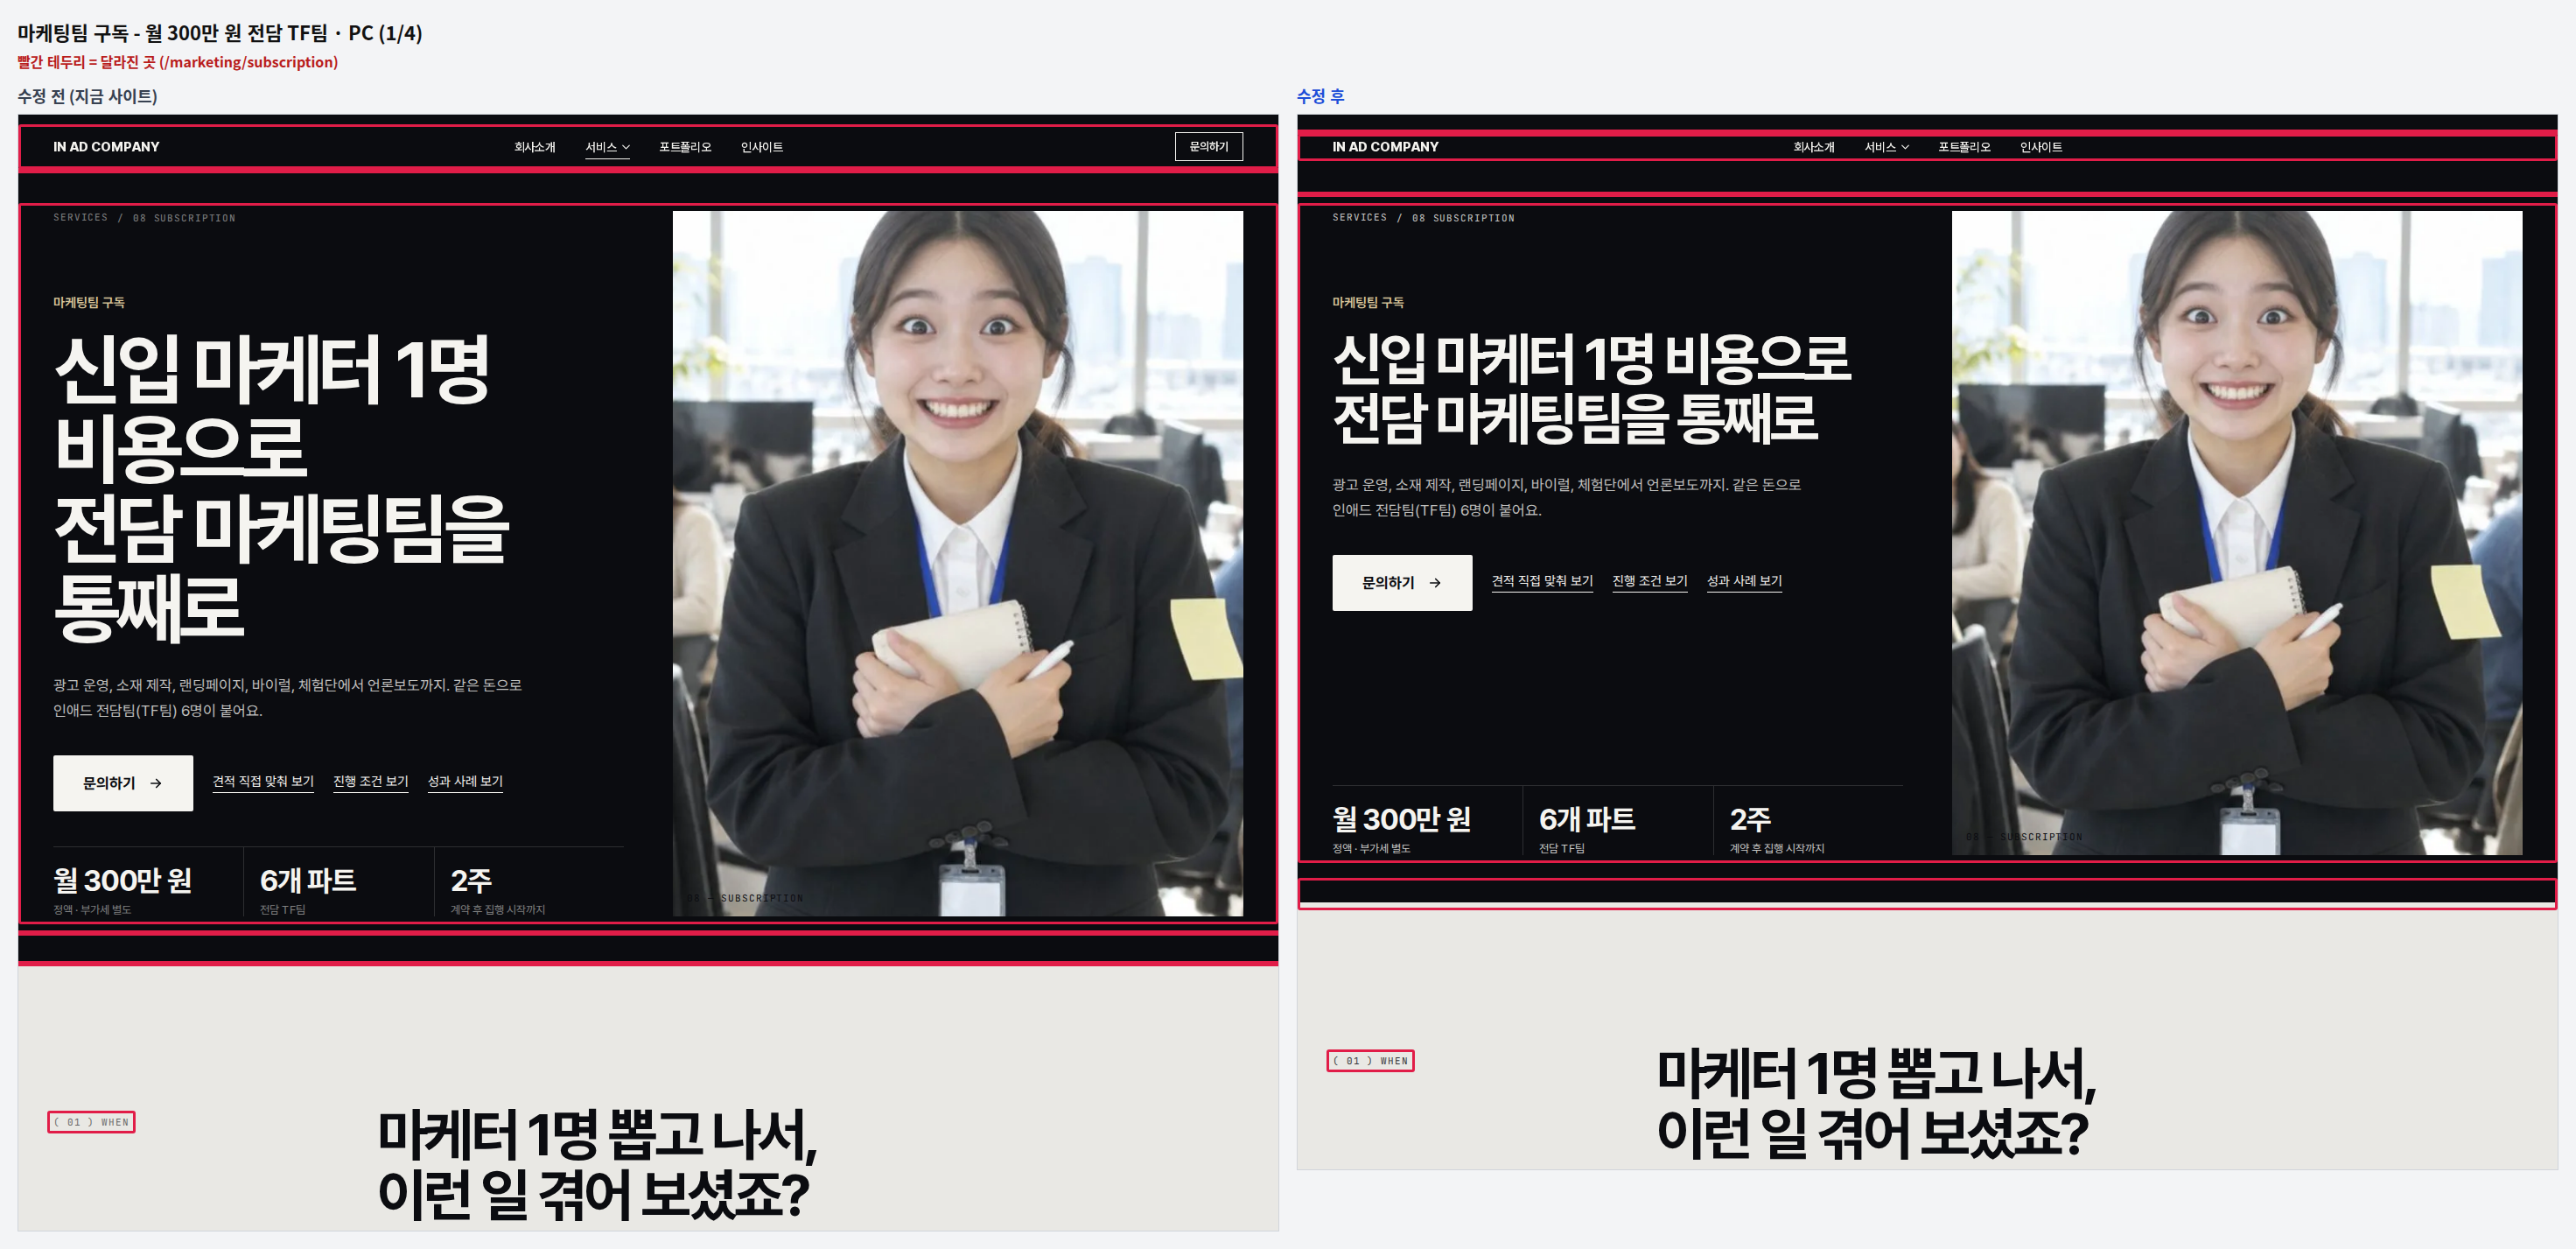 마케팅팀 구독 - 월 300만 원 전담 TF팀 · PC (1/4)
빨간 테두리 = 달라진 곳 (/marketing/subscription)
수정 전 (지금 사이트)
IN AD COMPANY
회사소개
서비스
포트폴리오
인사이트
문의하기
SERVICES / 08 SUBSCRIPTION
마케팅팀 구독
신입 마케터 1명
비용으로
전담 마케팅팀을
통째로
광고 운영, 소재 제작, 랜딩페이지, 바이럴, 체험단에서 언론보도까지. 같은 돈으로
인애드 전담팀(TF팀) 6명이 붙어요.
문의하기 →
견적 직접 맞춰 보기
진행 조건 보기
성과 사례 보기
월 300만 원
정액 · 부가세 별도
6개 파트
전담 TF팀
2주
계약 후 집행 시작까지
08 — SUBSCRIPTION
( 01 ) WHEN
마케터 1명 뽑고 나서,
이런 일 겪어 보셨죠?
수정 후
IN AD COMPANY
회사소개
서비스
포트폴리오
인사이트
SERVICES / 08 SUBSCRIPTION
마케팅팀 구독
신입 마케터 1명 비용으로
전담 마케팅팀을 통째로
광고 운영, 소재 제작, 랜딩페이지, 바이럴, 체험단에서 언론보도까지. 같은 돈으로
인애드 전담팀(TF팀) 6명이 붙어요.
문의하기 →
견적 직접 맞춰 보기
진행 조건 보기
성과 사례 보기
월 300만 원
정액 · 부가세 별도
6개 파트
전담 TF팀
2주
계약 후 집행 시작까지
08 — SUBSCRIPTION
( 01 ) WHEN
마케터 1명 뽑고 나서,
이런 일 겪어 보셨죠?